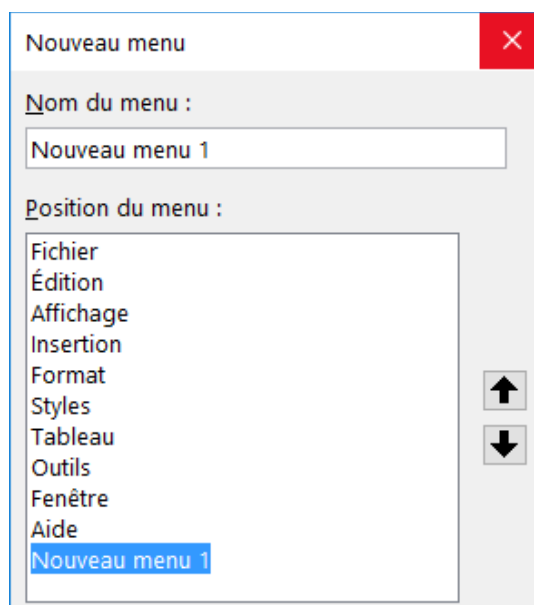 Nouveau menu
Nom du menu :
Nouveau menu 1
Position du menu :
Fichier
Édition
Affichage
Insertion
Format
Styles
Tableau
Outils
Fenêtre
Aide
Nouveau menu 1